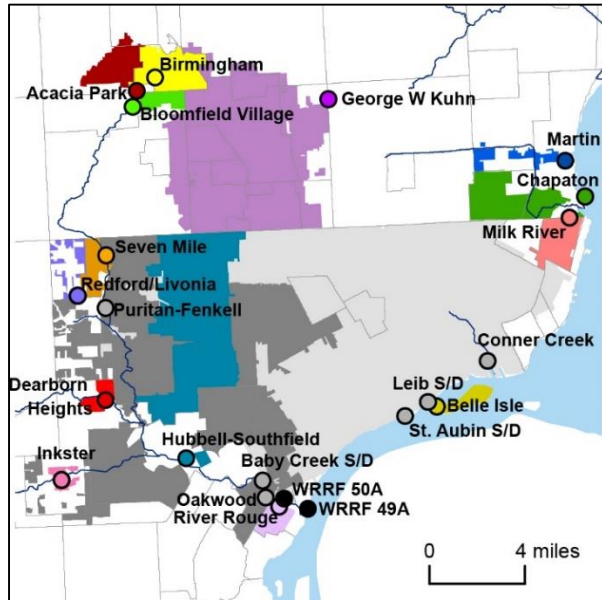 Birmingham
Acacia Park
Bloomfield Village
George W Kuhn
Martin
Chapaton
Milk River
Seven Mile
Redford/Livonia
Puritan-Fenkell
Conner Creek
Dearborn
Heights
Leib S/D
Belle Isle
St. Aubin S/D
Hubbell-Southfield
Inkster
Baby Creek S/D
Oakwood
WRRF 50A
River Rouge
WRRF 49A
0 4 miles